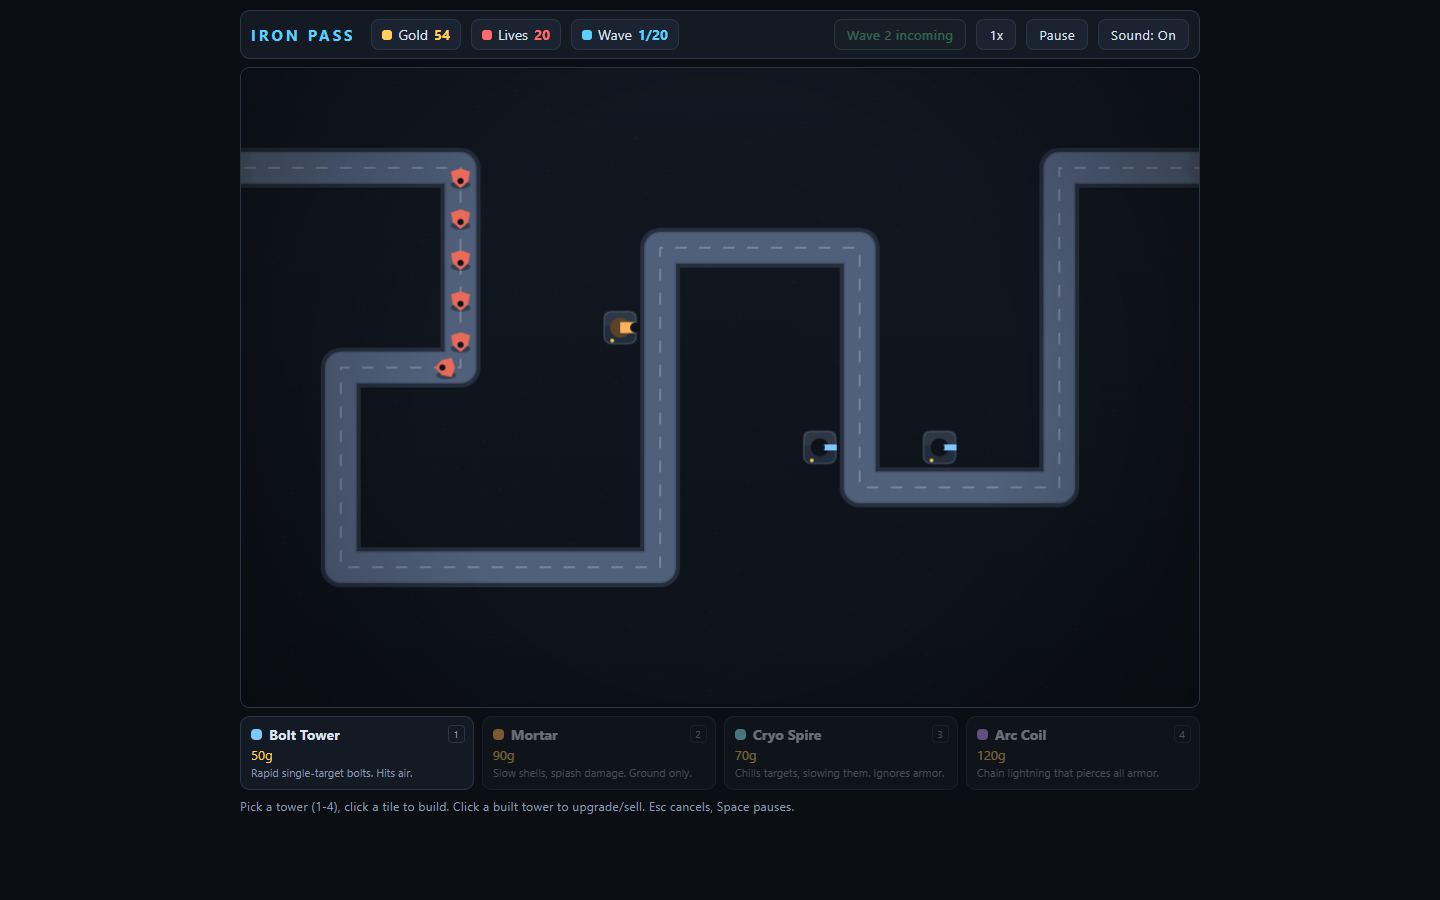 IRON PASS Gold 54 Lives 20 Wave 1/20 Wave 2 incoming 1x Pause Sound: On
Bolt Tower 1 Mortar 2 Cryo Spire 3 Arc Coil 4
50g 90g 70g 120g
Rapid single-target bolts. Hits air. Slow shells, splash damage. Ground only. Chills targets, slowing them. Ignores armor. Chain lightning that pierces all armor.
Pick a tower (1-4), click a tile to build. Click a built tower to upgrade/sell. Esc cancels, Space pauses.